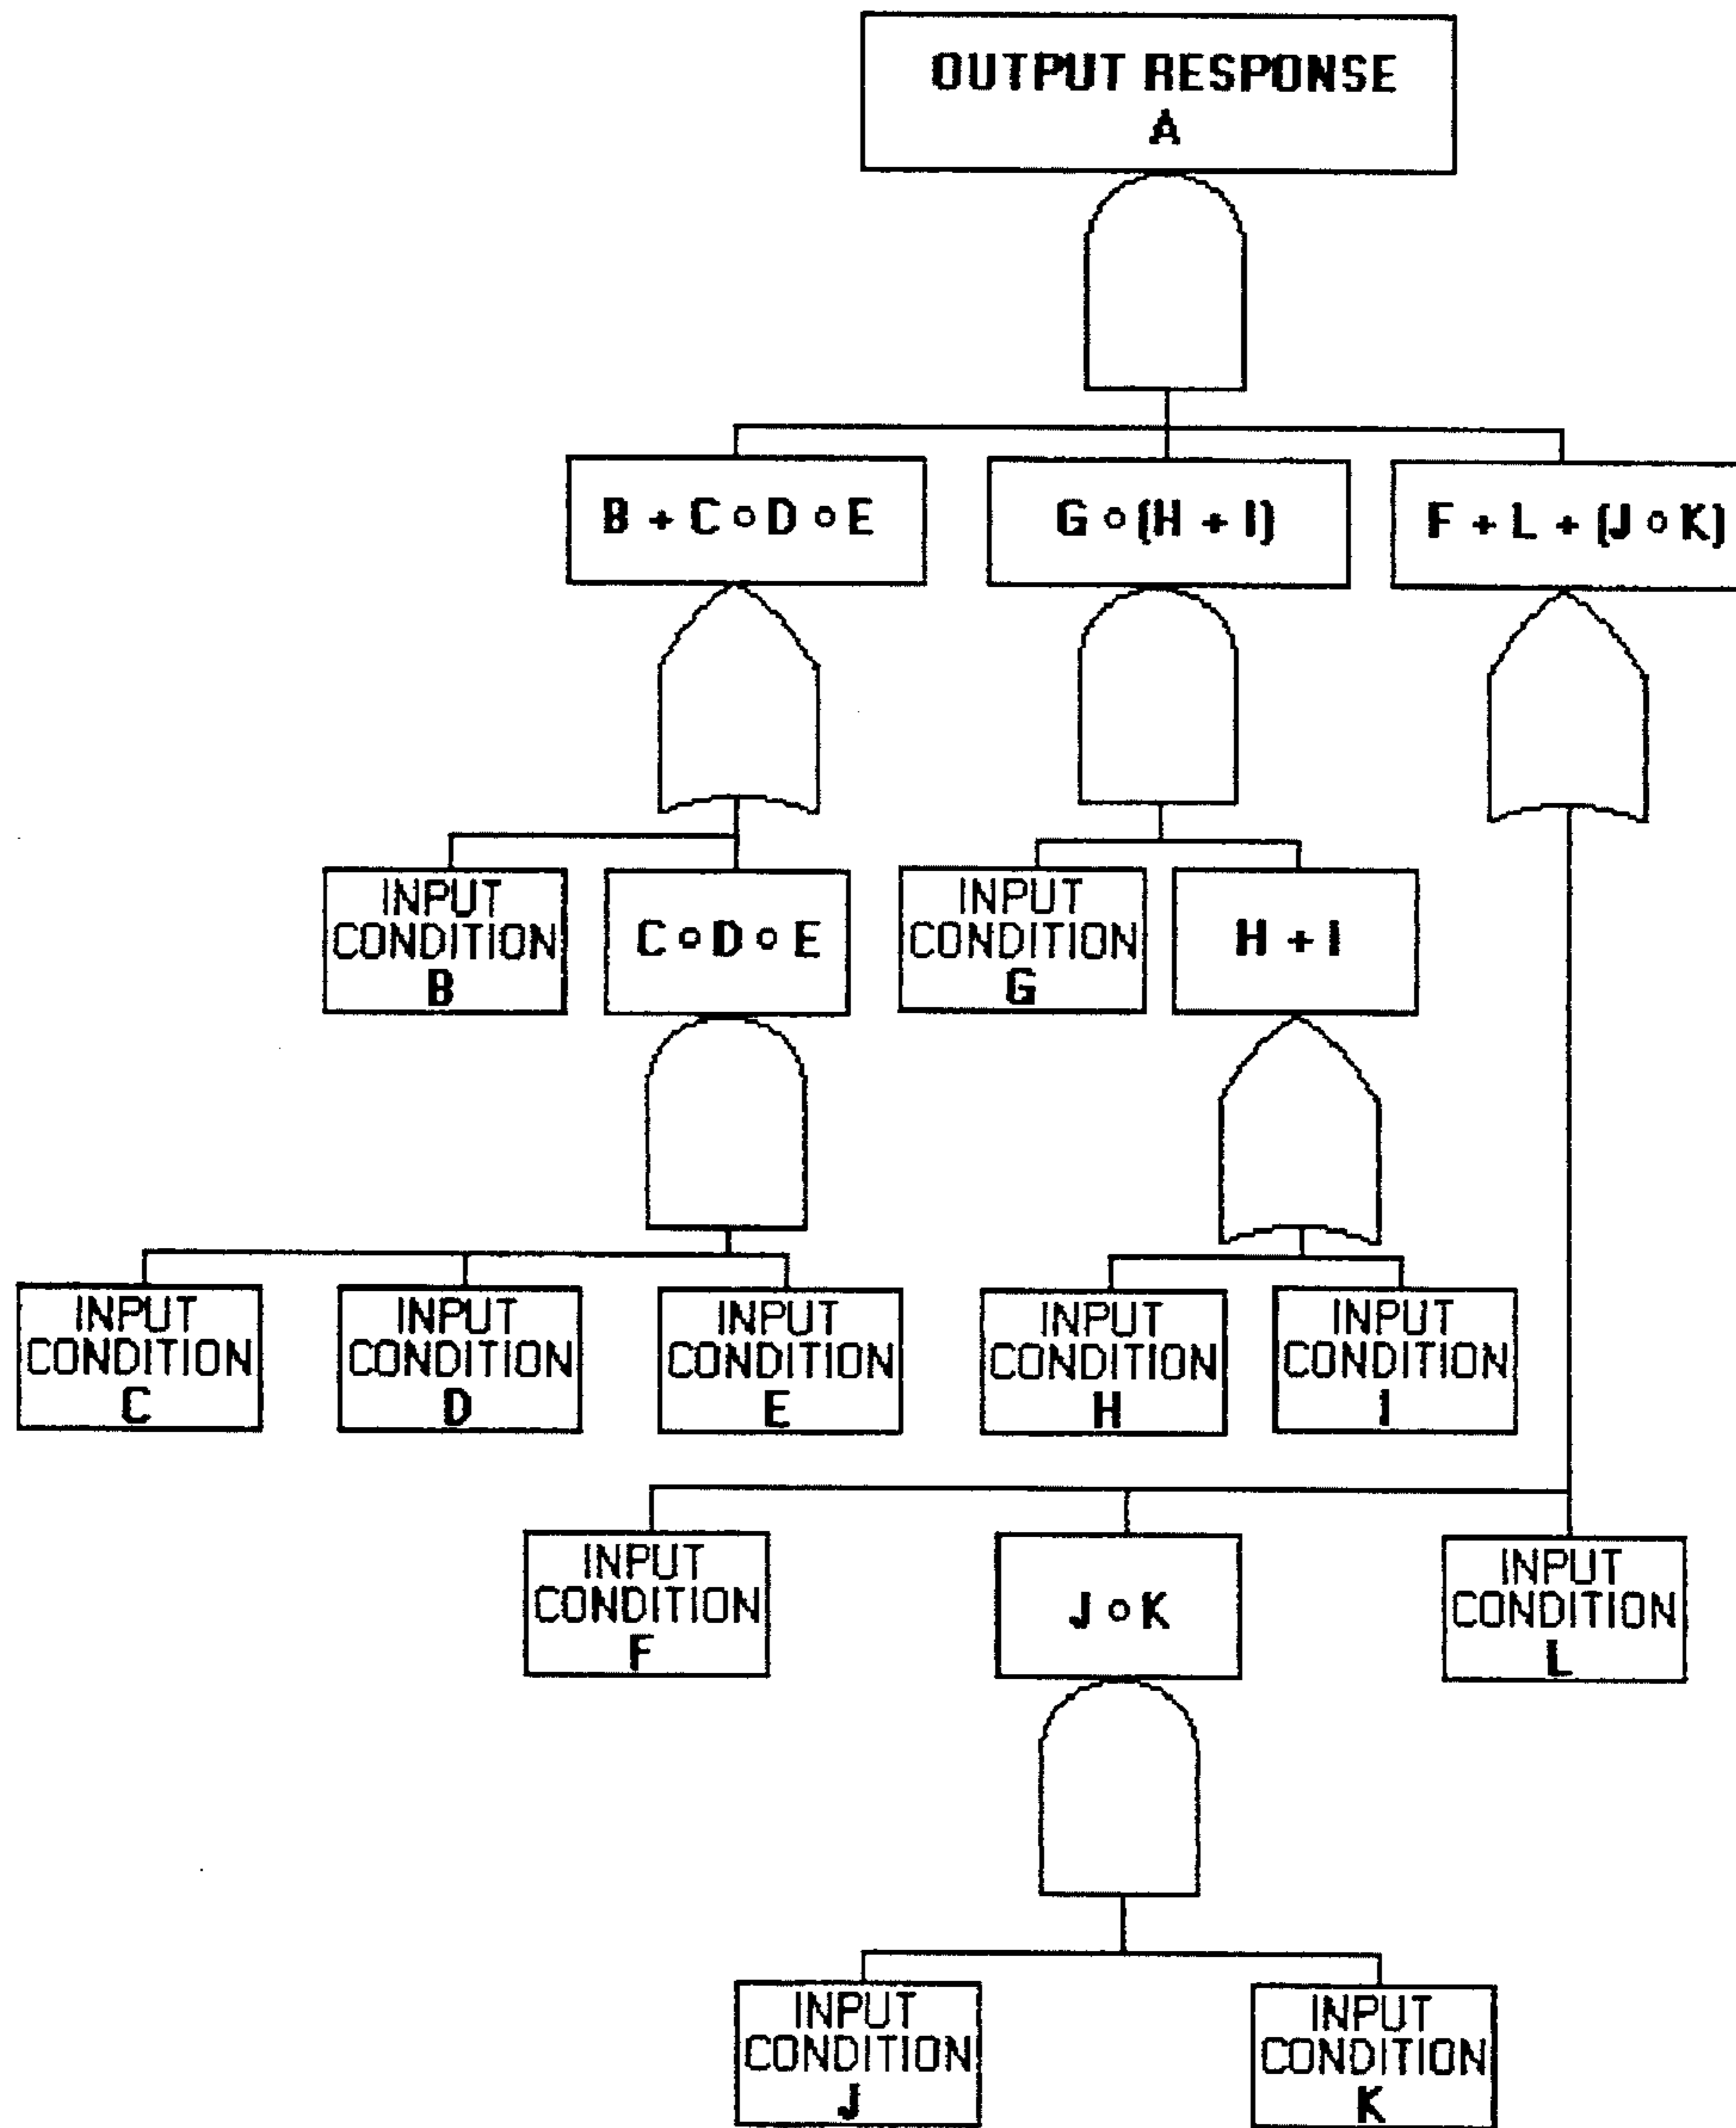 OUTPUT RESPONSE
A
B + C ∘ D ∘ E
G ∘ (H + I)
F + L + (J ∘ K)
INPUT
CONDITION
B
C ∘ D ∘ E
INPUT
CONDITION
G
H + I
INPUT
CONDITION
C
INPUT
CONDITION
D
INPUT
CONDITION
E
INPUT
CONDITION
H
INPUT
CONDITION
I
INPUT
CONDITION
F
J ∘ K
INPUT
CONDITION
L
INPUT
CONDITION
J
INPUT
CONDITION
K